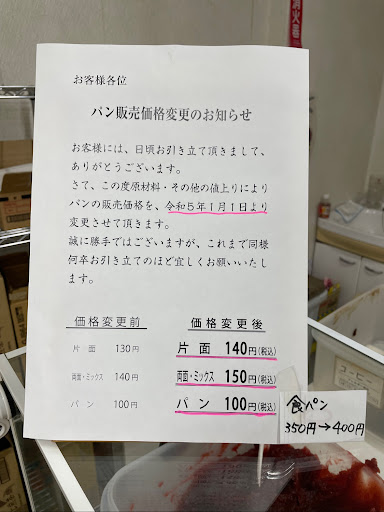 消火器
お客様各位
パン販売価格変更のお知らせ
お客様には、日頃お引き立て頂きまして、
ありがとうございます。
さて、この度原材料・その他の値上りにより
パンの販売価格を、令和5年1月1日より
変更させて頂きます。
誠に勝手ではございますが、これまで同様
何卒お引き立てのほど宜しくお願いいたしま
す。
価格変更前 価格変更後
片面 130円 片面 140円(税込)
両面・ミックス 140円 両面・ミックス 150円(税込)
パン 100円 パン 100円(税込)
食パン
350円→400円